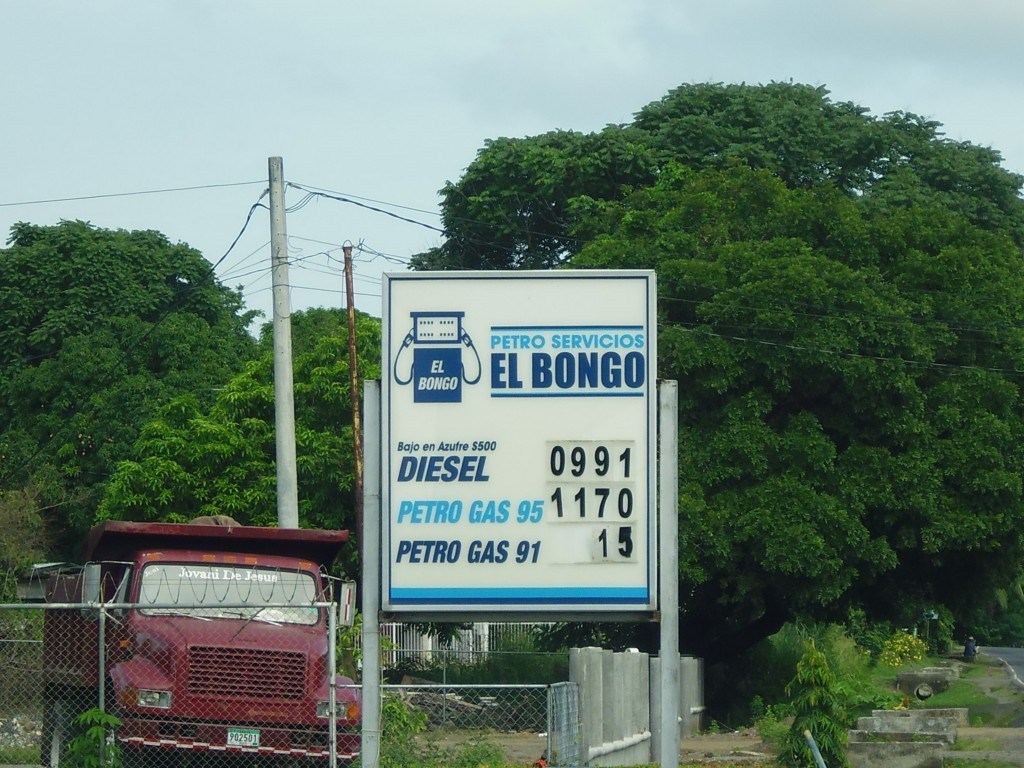 PETRO SERVICIOS
EL BONGO
EL
BONGO
Bajo en Azufre S500
DIESEL 0991
PETRO GAS 95 1170
PETRO GAS 91 15
Jovani De Jesus
902501